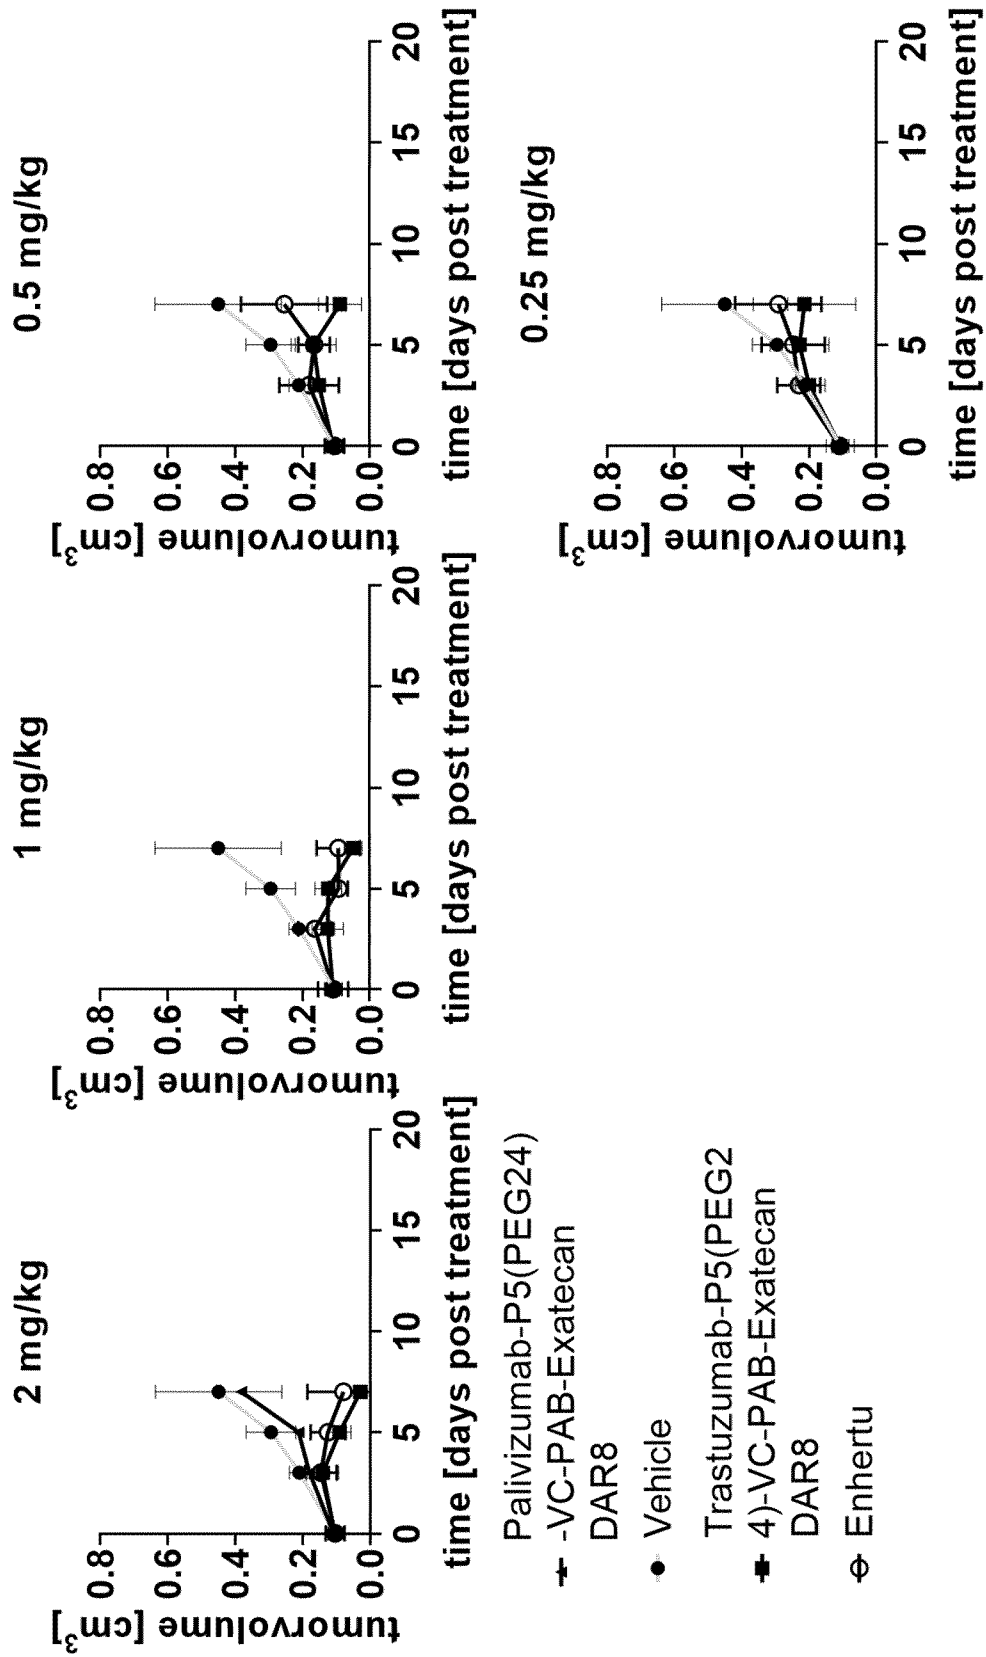 2 mg/kg
tumorvolume [cm3]
0.8
0.6
0.4
0.2
0.0
0 5 10 15 20
time [days post treatment]
1 mg/kg
tumorvolume [cm3]
0.8
0.6
0.4
0.2
0.0
0 5 10 15 20
time [days post treatment]
0.5 mg/kg
tumorvolume [cm3]
0.8
0.6
0.4
0.2
0.0
0 5 10 15 20
time [days post treatment]
Palivizumab-P5(PEG24)
-VC-PAB-Exatecan
DAR8
Vehicle
Trastuzumab-P5(PEG2
4)-VC-PAB-Exatecan
DAR8
Enhertu
0.25 mg/kg
tumorvolume [cm3]
0.8
0.6
0.4
0.2
0.0
0 5 10 15 20
time [days post treatment]